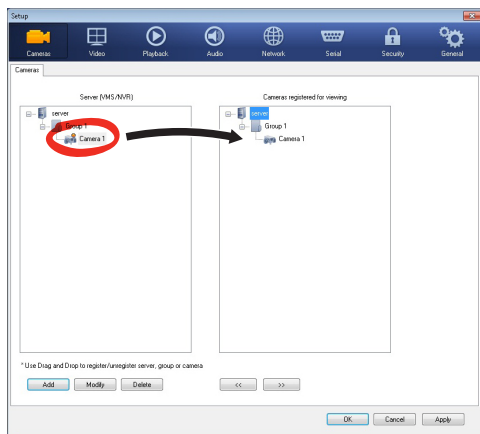 Setup
Cameras Video Playback Audio Network Serial Security General
Cameras
Server (VMS/NVR) Cameras registered for viewing
server server
Group 1 Group 1
Camera 1 Camera 1
* Use Drag and Drop to register/unregister server, group or camera
Add Modify Delete << >>
OK Cancel Apply